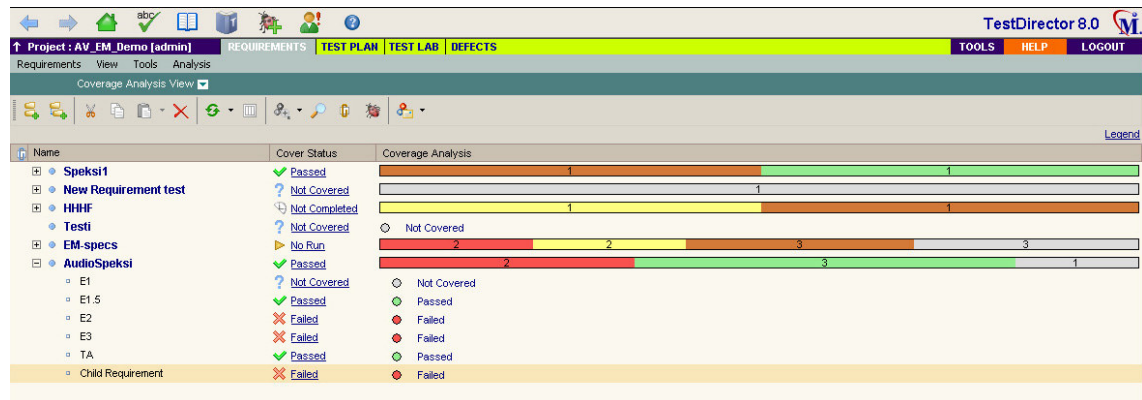 abc
TestDirector 8.0
Project : AV_EM_Demo [admin] REQUIREMENTS TEST PLAN TEST LAB DEFECTS TOOLS HELP LOGOUT
Requirements View Tools Analysis
Coverage Analysis View
Legend
Name Cover Status Coverage Analysis
Speksi1 Passed 1 1
New Requirement test Not Covered 1
HHHF Not Completed 1 1
Testi Not Covered Not Covered
EM-specs No Run 2 2 3 3
AudioSpeksi Passed 2 3 1
E1 Not Covered Not Covered
E1.5 Passed Passed
E2 Failed Failed
E3 Failed Failed
TA Passed Passed
Child Requirement Failed Failed